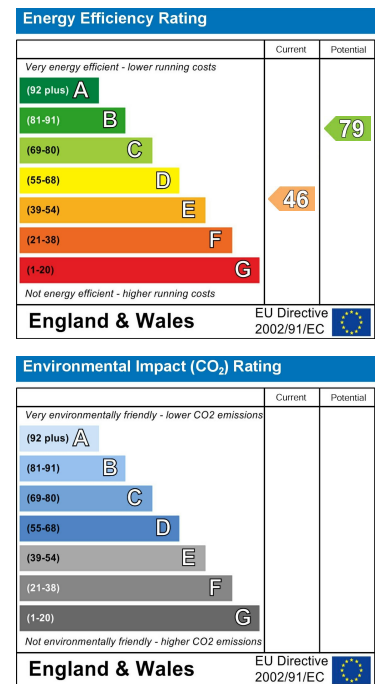 Energy Efficiency Rating
Current Potential
Very energy efficient - lower running costs
(92 plus) A
(81-91) B
79
(69-80) C
(55-68) D
46
(39-54) E
(21-38) F
(1-20) G
Not energy efficient - higher running costs
England & Wales
EU Directive
2002/91/EC
Environmental Impact (CO₂) Rating
Current Potential
Very environmentally friendly - lower CO2 emissions
(92 plus) A
(81-91) B
(69-80) C
(55-68) D
(39-54) E
(21-38) F
(1-20) G
Not environmentally friendly - higher CO2 emissions
England & Wales
EU Directive
2002/91/EC